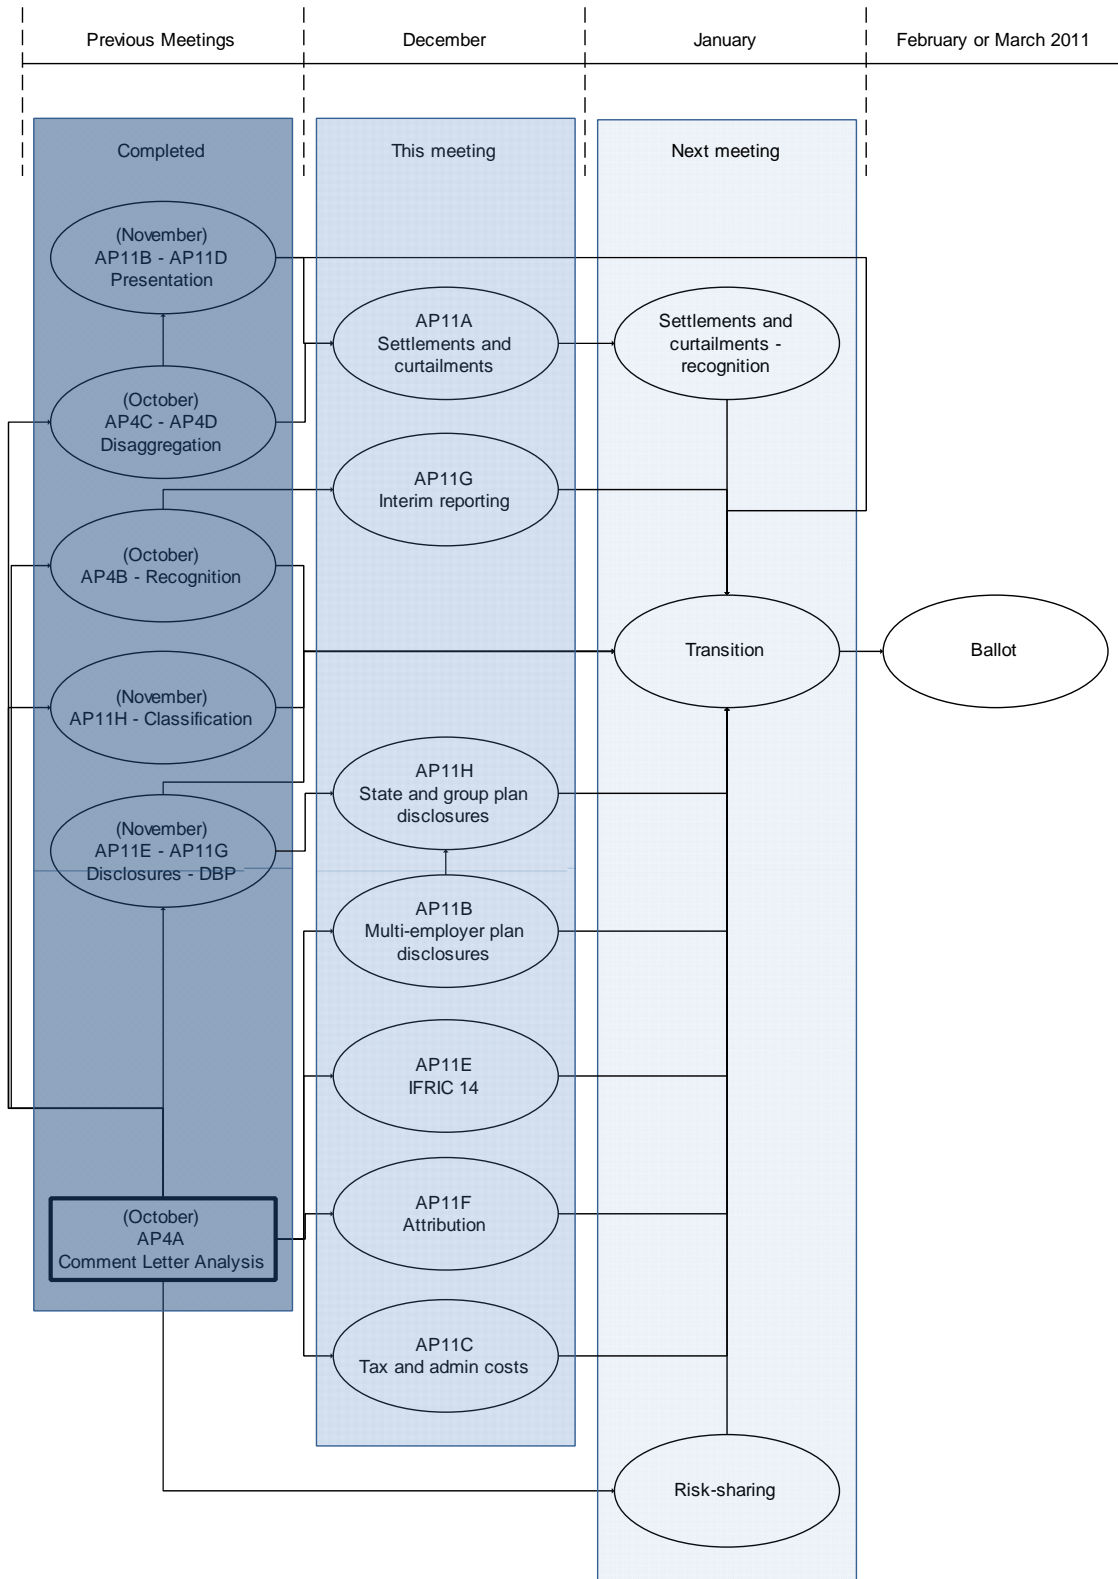 Previous Meetings
December
January
February or March 2011
Completed
This meeting
Next meeting
(November)
AP11B - AP11D
Presentation
(October)
AP4C - AP4D
Disaggregation
(October)
AP4B - Recognition
(November)
AP11H - Classification
(November)
AP11E - AP11G
Disclosures - DBP
(October)
AP4A
Comment Letter Analysis
AP11A
Settlements and
curtailments
AP11G
Interim reporting
AP11H
State and group plan
disclosures
AP11B
Multi-employer plan
disclosures
AP11E
IFRIC 14
AP11F
Attribution
AP11C
Tax and admin costs
Settlements and
curtailments -
recognition
Transition
Risk-sharing
Ballot